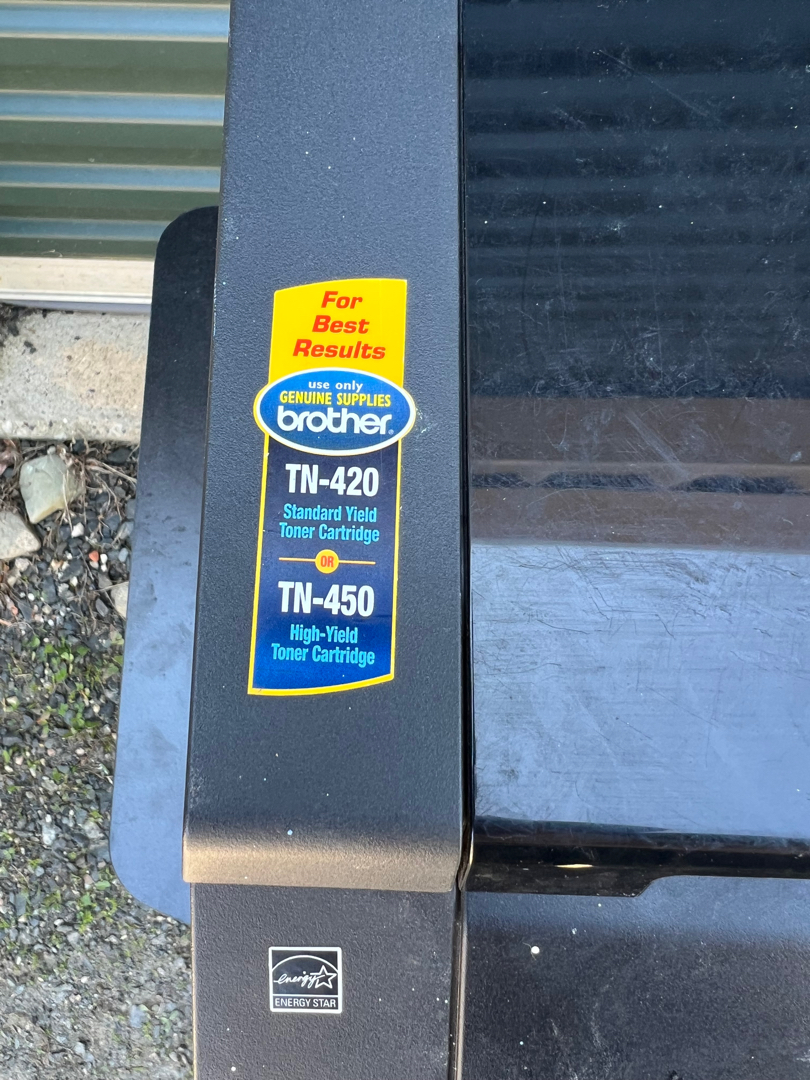 For
Best
Results
use only
GENUINE SUPPLIES
brother®
TN-420
Standard Yield
Toner Cartridge
OR
TN-450
High-Yield
Toner Cartridge
energy
ENERGY STAR